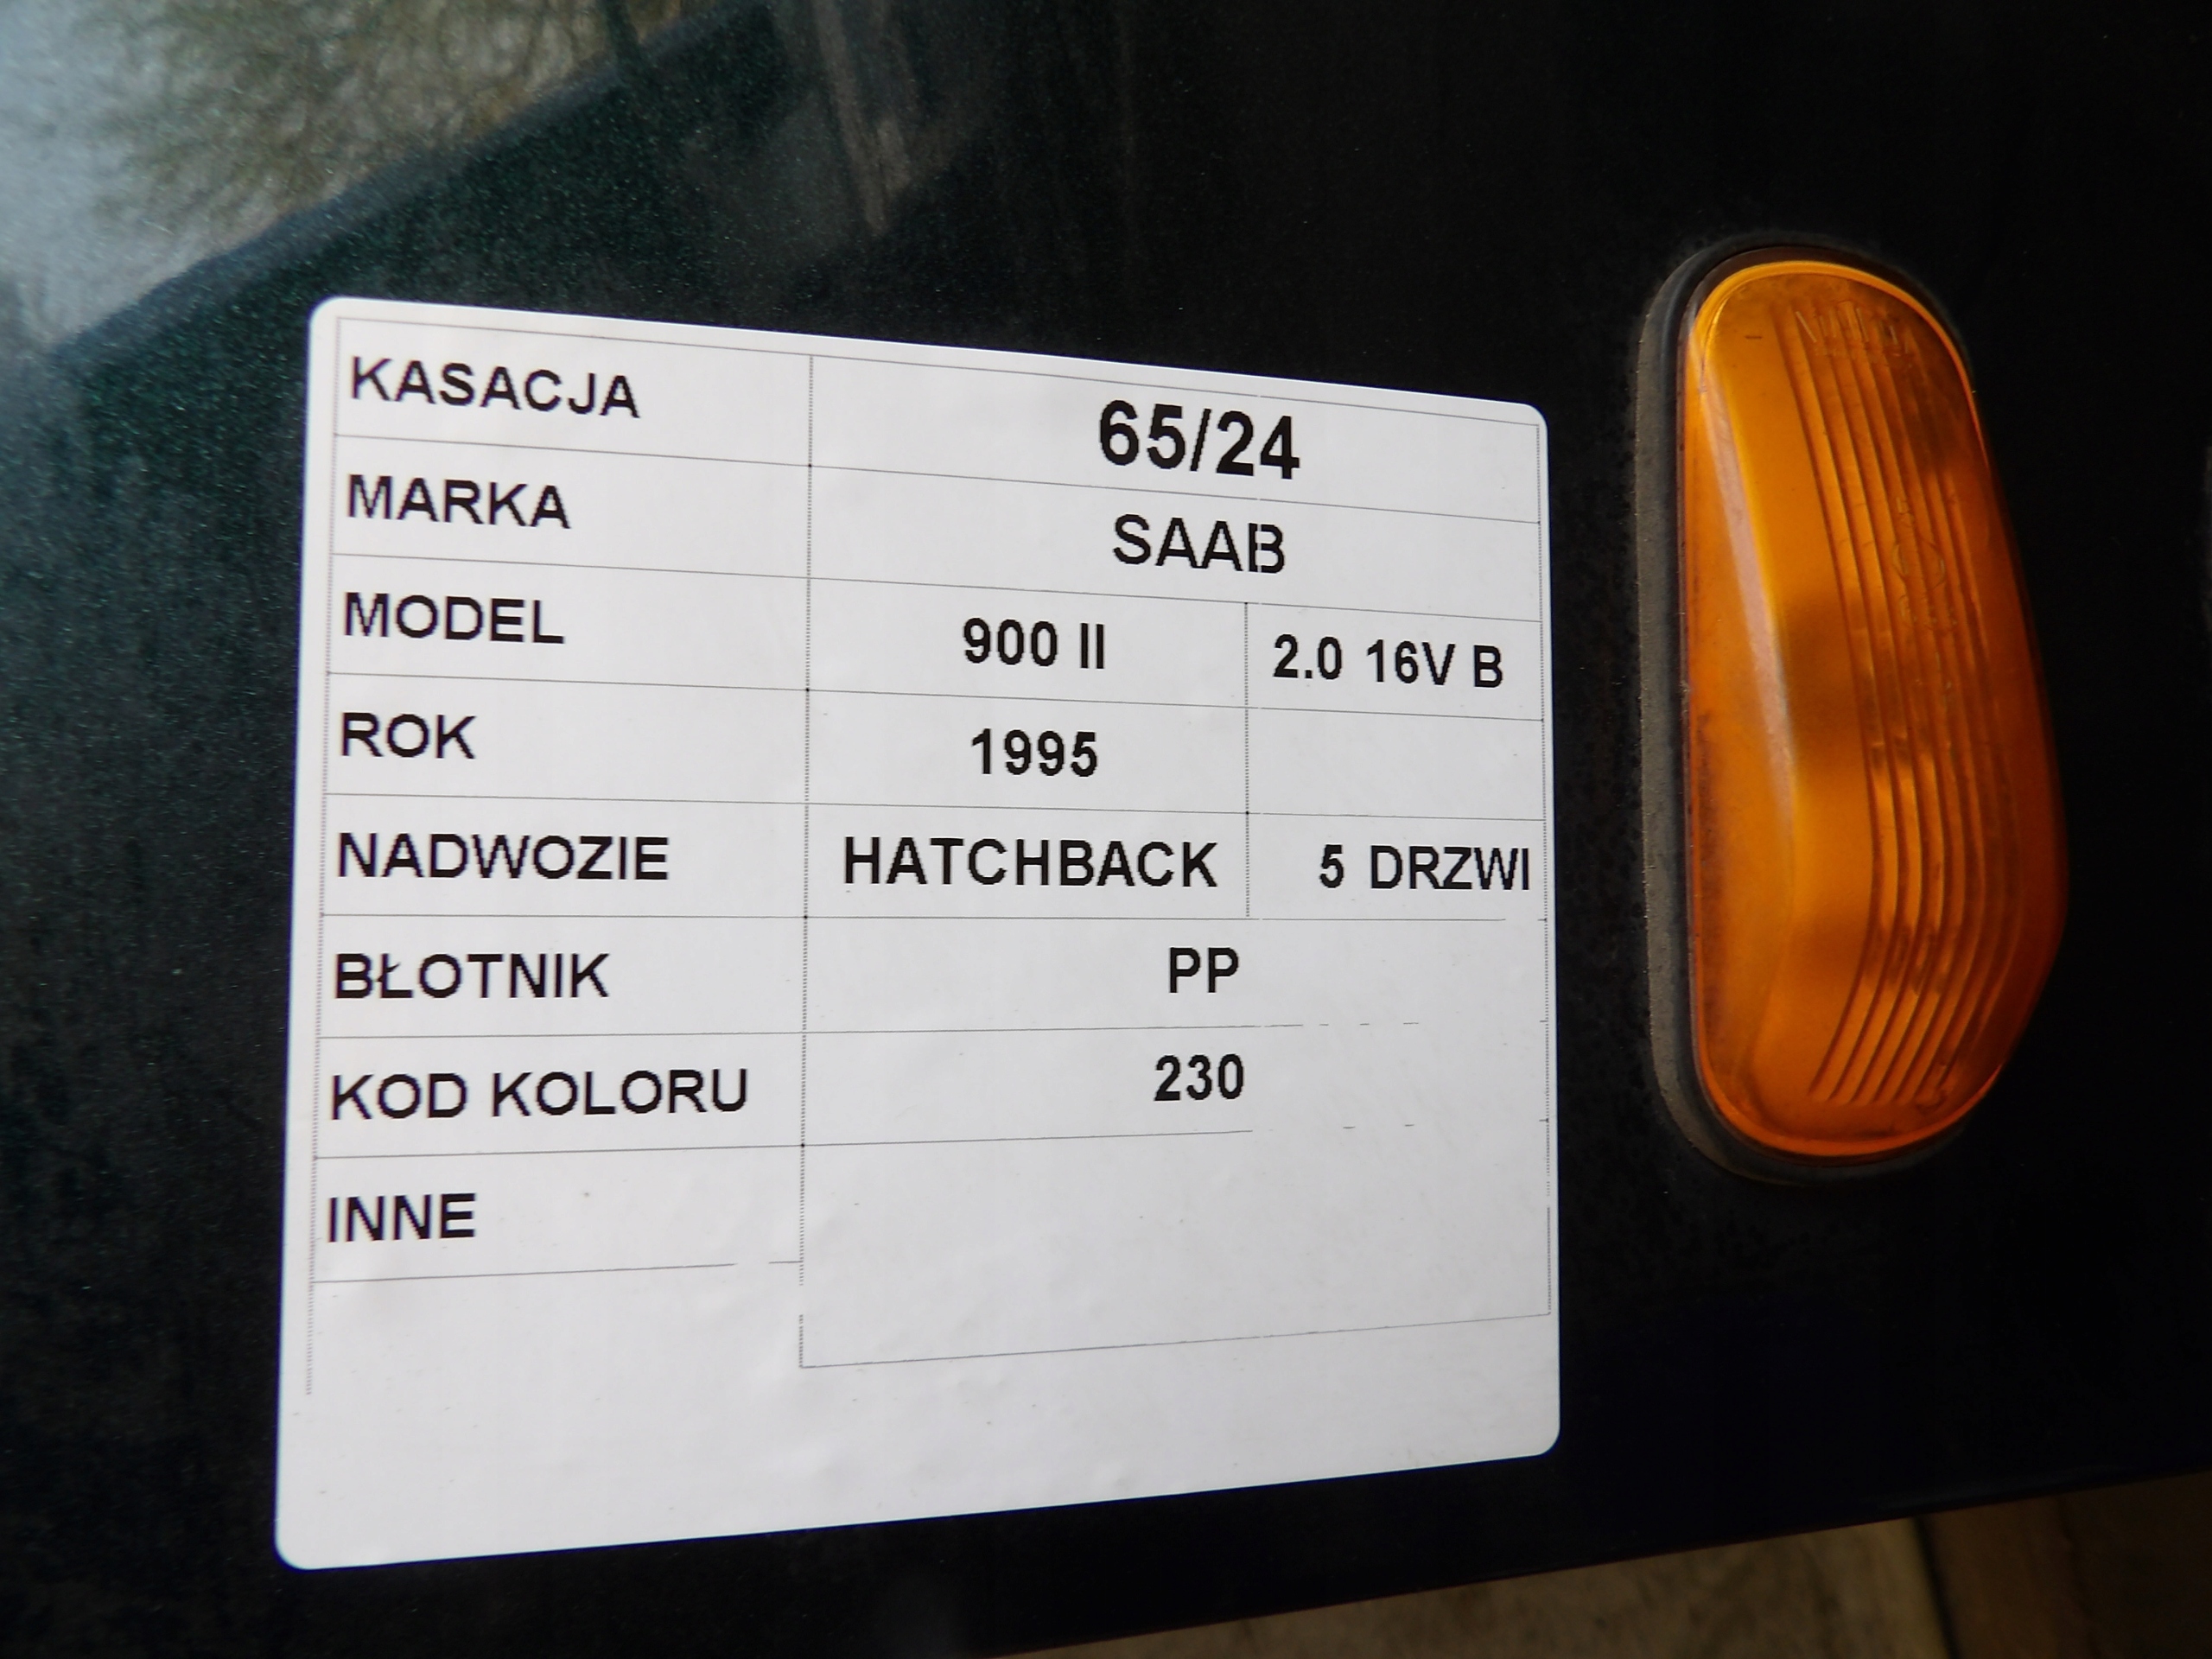 KASACJA 65/24
MARKA SAAB
MODEL 900 II 2.0 16V B
ROK 1995
NADWOZIE HATCHBACK 5 DRZWI
BŁOTNIK PP
KOD KOLORU 230
INNE